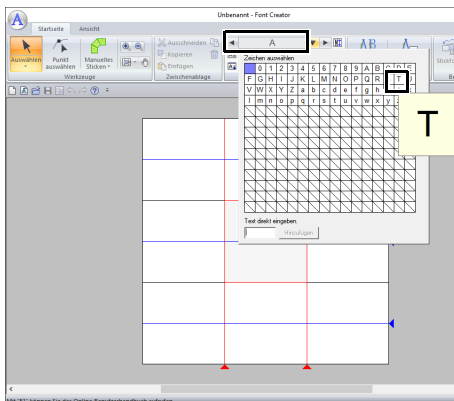 Unbenannt - Font Creator
A
Startseite Ansicht
Auswählen
Punkt auswählen
Manuelles Sticken
Werkzeuge
Ausschneiden
Kopieren
Einfügen
Zwischenablage
A
AB
Zeichen auswählen
0 1 2 3 4 5 6 7 8 9 A B C D E
F G H I J K L M N O P Q R S T U
V W X Y Z a b c d e f g h
l m n o p q r s t u v w x y z
T
Text direkt eingeben.
Hinzufügen